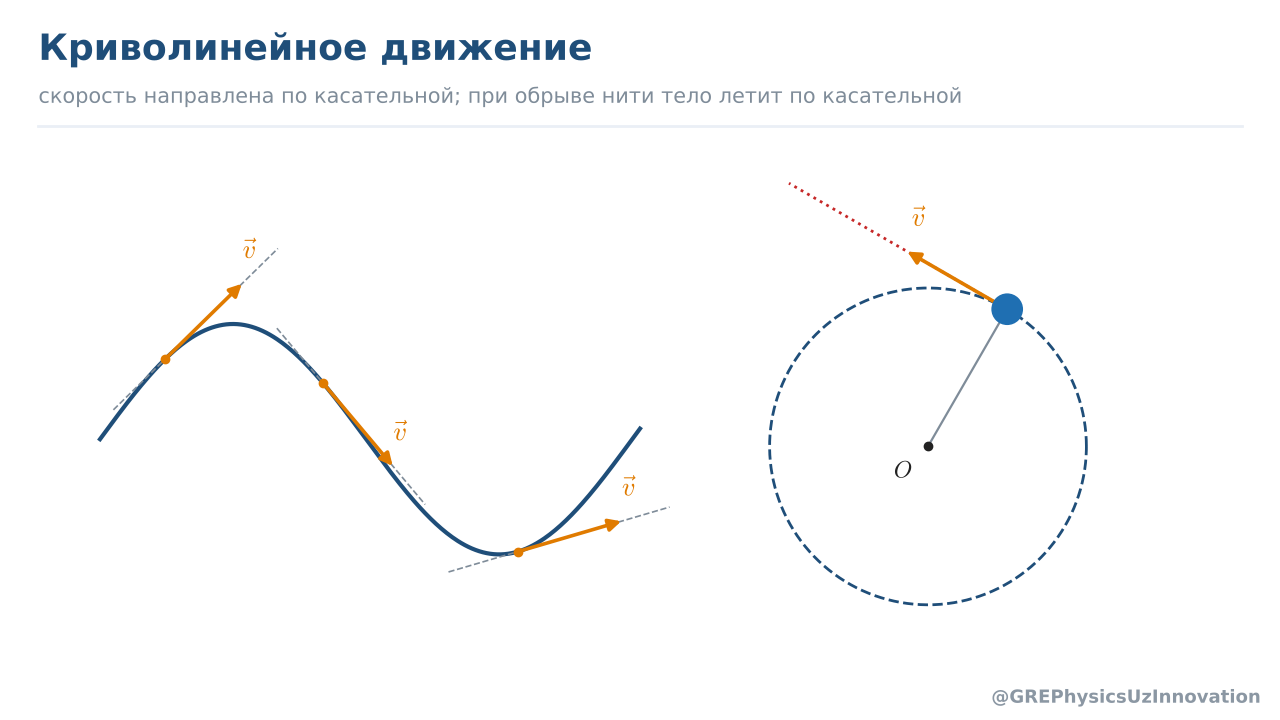 Криволинейное движение
скорость направлена по касательной; при обрыве нити тело летит по касательной
v⃗
v⃗
v⃗
v⃗
O
@GREPhysicsUzInnovation